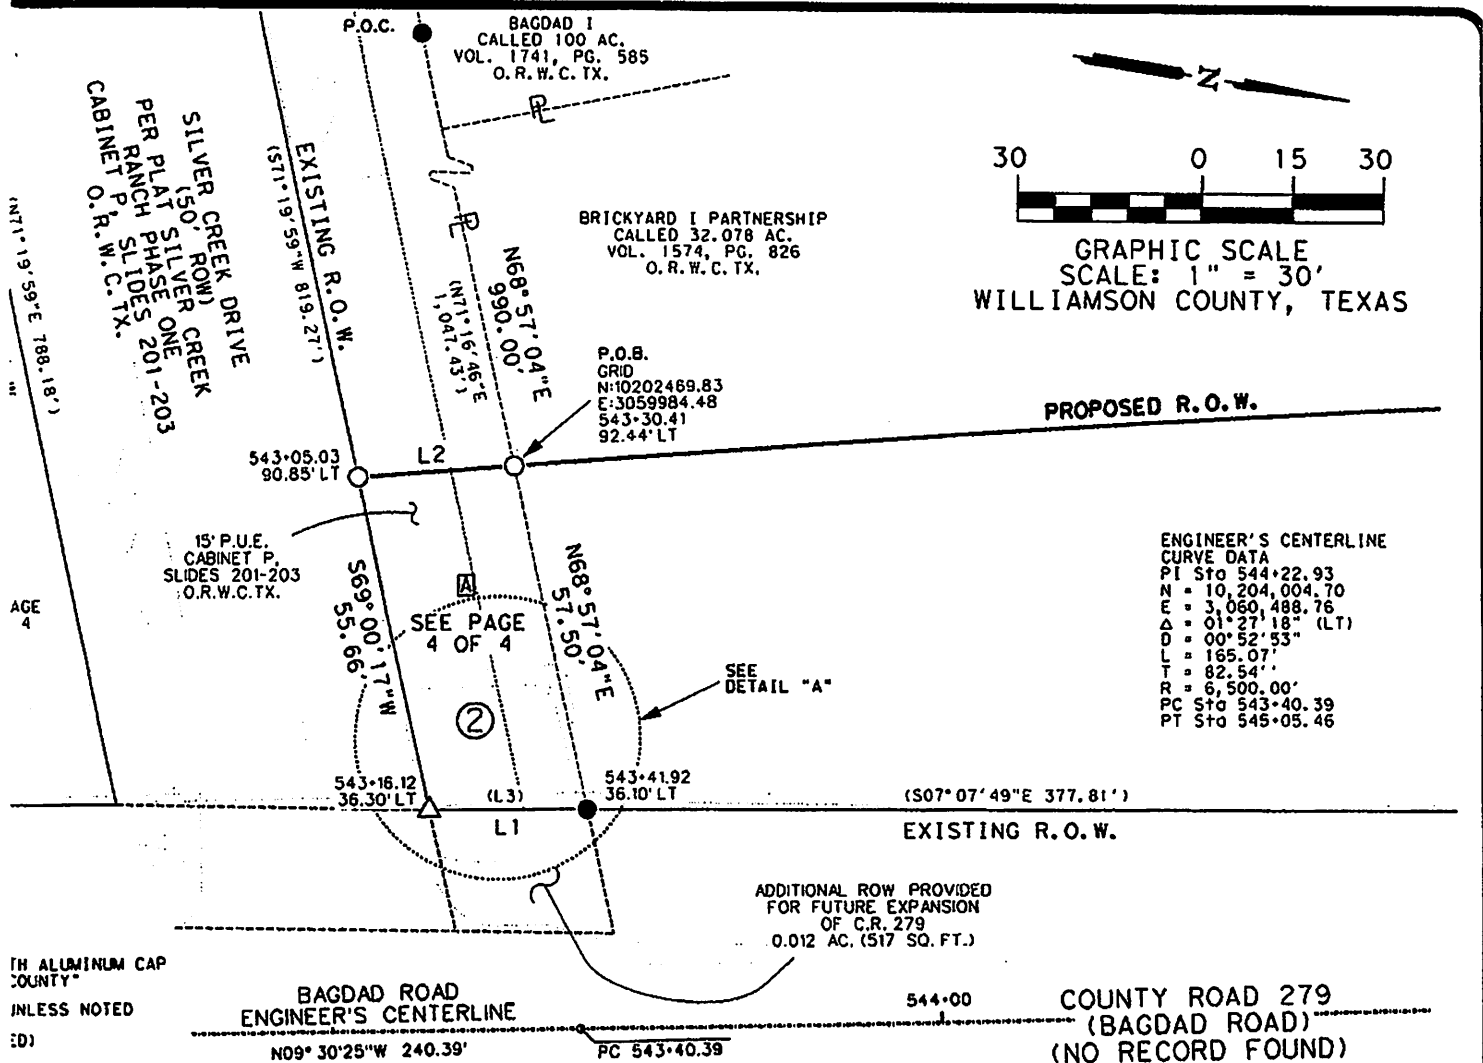 P.O.C.
BAGDAD I
CALLED 100 AC.
VOL. 1741, PG. 585
O.R.W.C.TX.
N
30 0 15 30
GRAPHIC SCALE
SCALE: 1" = 30'
WILLIAMSON COUNTY, TEXAS
SILVER CREEK DRIVE
(50' ROW)
PER PLAT SILVER CREEK
RANCH PHASE ONE
CABINET P, SLIDES 201-203
O.R.W.C.TX.
EXISTING R.O.W.
(S71°19'59"W 819.27')
(N71°19'59"E 788.18')
BRICKYARD I PARTNERSHIP
CALLED 32.078 AC.
VOL. 1574, PG. 826
O.R.W.C.TX.
N68°57'04"E
990.00'
(N71°16'46"E
1,047.43')
P.O.B.
GRID
N:10202469.83
E:3059984.48
543+30.41
92.44' LT
PROPOSED R.O.W.
543+05.03
90.85' LT
L2
15' P.U.E.
CABINET P,
SLIDES 201-203
O.R.W.C.TX.
AGE
4
A
SEE PAGE
4 OF 4
S69°00'17"W
55.66'
N68°57'04"E
57.50'
SEE
DETAIL "A"
2
ENGINEER'S CENTERLINE
CURVE DATA
PI Sta 544+22.93
N = 10,204,004.70
E = 3,060,488.76
Δ = 01°27'18" (LT)
D = 00°52'53"
L = 165.07'
T = 82.54'
R = 6,500.00'
PC Sta 543+40.39
PT Sta 545+05.46
543+16.12
36.30' LT
(L3)
L1
543+41.92
36.10' LT
(S07°07'49"E 377.81')
EXISTING R.O.W.
ADDITIONAL ROW PROVIDED
FOR FUTURE EXPANSION
OF C.R. 279
0.012 AC. (517 SQ. FT.)
TH ALUMINUM CAP
COUNTY"
INLESS NOTED
ED)
BAGDAD ROAD
ENGINEER'S CENTERLINE
N09°30'25"W 240.39'
PC 543+40.39
544+00
COUNTY ROAD 279
(BAGDAD ROAD)
(NO RECORD FOUND)